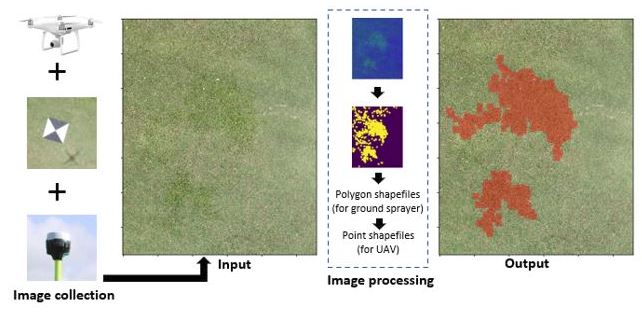 Polygon shapefiles
(for ground sprayer)
Point shapefiles
(for UAV)
Input
Output
Image processing
Image collection